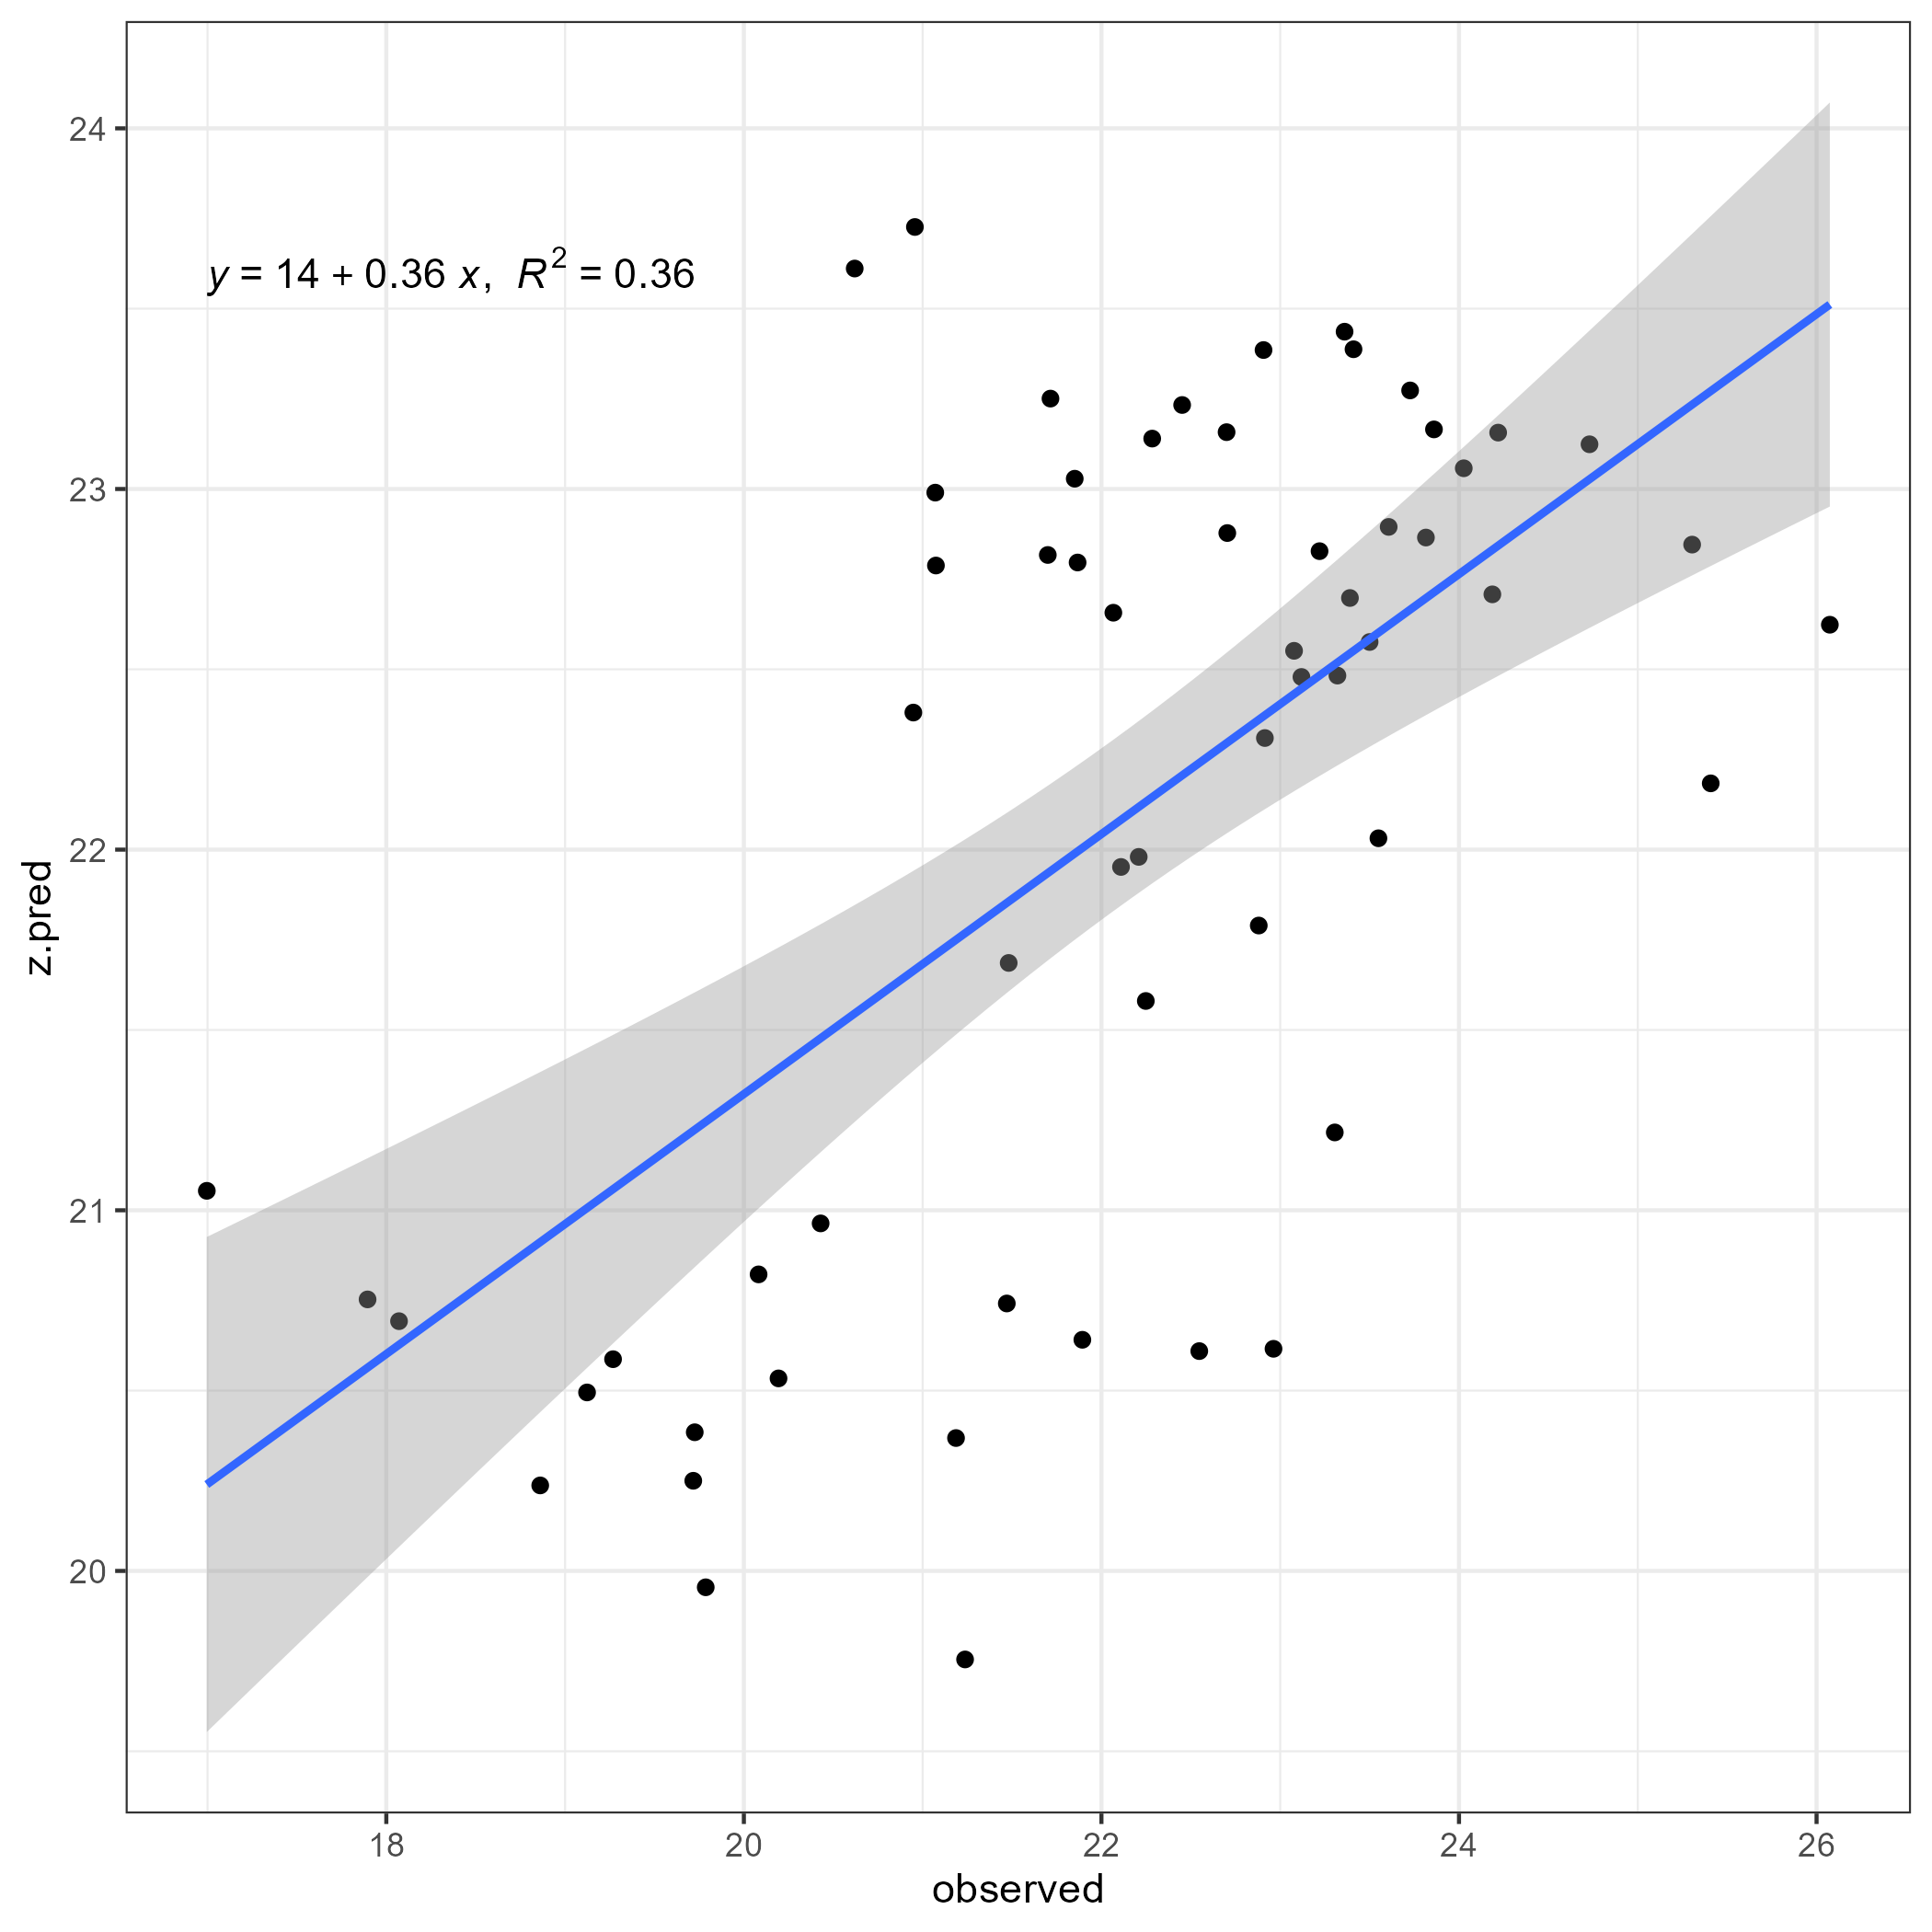 y = 14 + 0.36 x, R² = 0.36
24
23
22
21
20
z.pred
18 20 22 24 26
observed